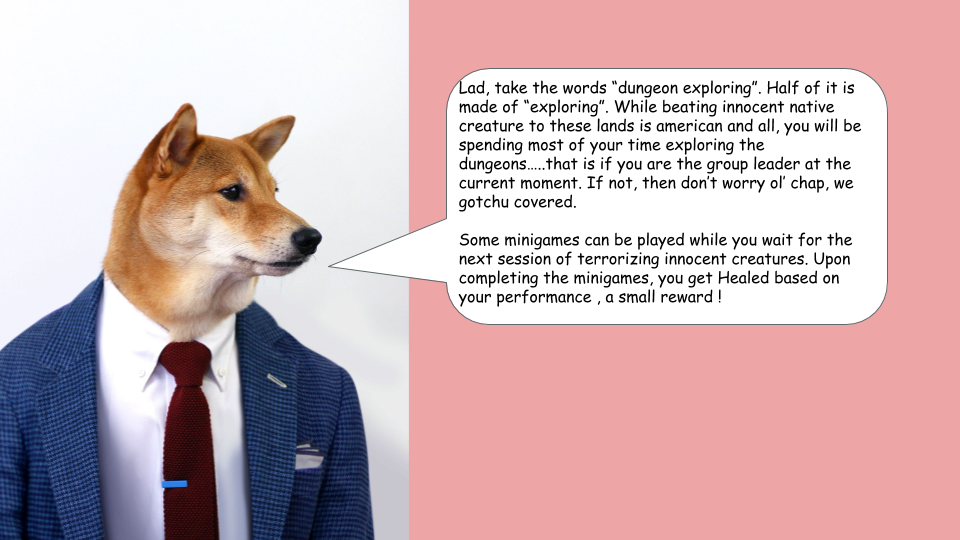 Lad, take the words “dungeon exploring”. Half of it is
made of “exploring”. While beating innocent native
creature to these lands is american and all, you will be
spending most of your time exploring the
dungeons.....that is if you are the group leader at the
current moment. If not, then don’t worry ol’ chap, we
gotchu covered.
Some minigames can be played while you wait for the
next session of terrorizing innocent creatures. Upon
completing the minigames, you get Healed based on
your performance , a small reward !